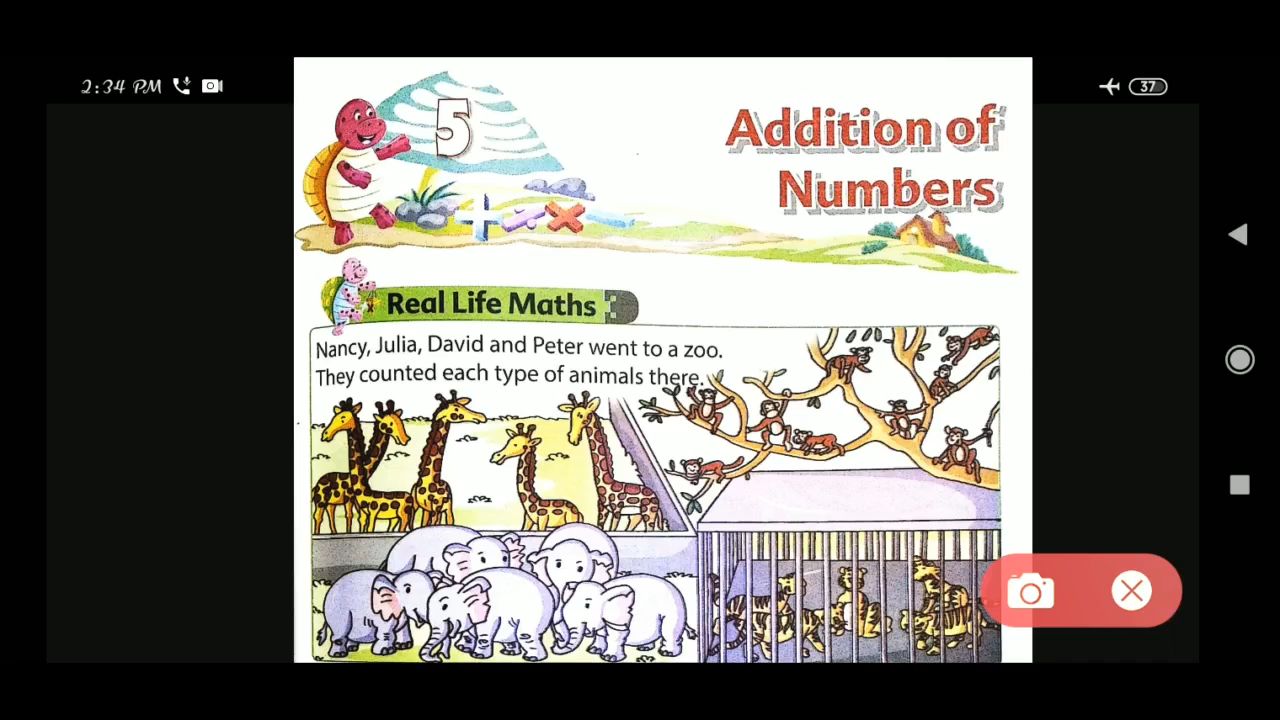 2:34 PM
37
5
Addition of
Numbers
Real Life Maths
Nancy, Julia, David and Peter went to a zoo.
They counted each type of animals there.